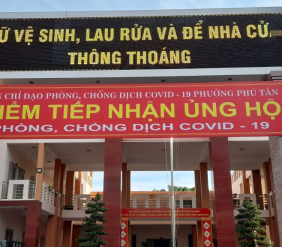 Ữ VỆ SINH, LAU RỬA VÀ ĐỂ NHÀ CỬ
THÔNG THOÁNG
CHỈ ĐẠO PHÒNG, CHỐNG DỊCH COVID - 19 PHƯỜNG PHÚ TÂN
IỂM TIẾP NHẬN ỦNG HỘ
PHÒNG, CHỐNG DỊCH COVID - 19